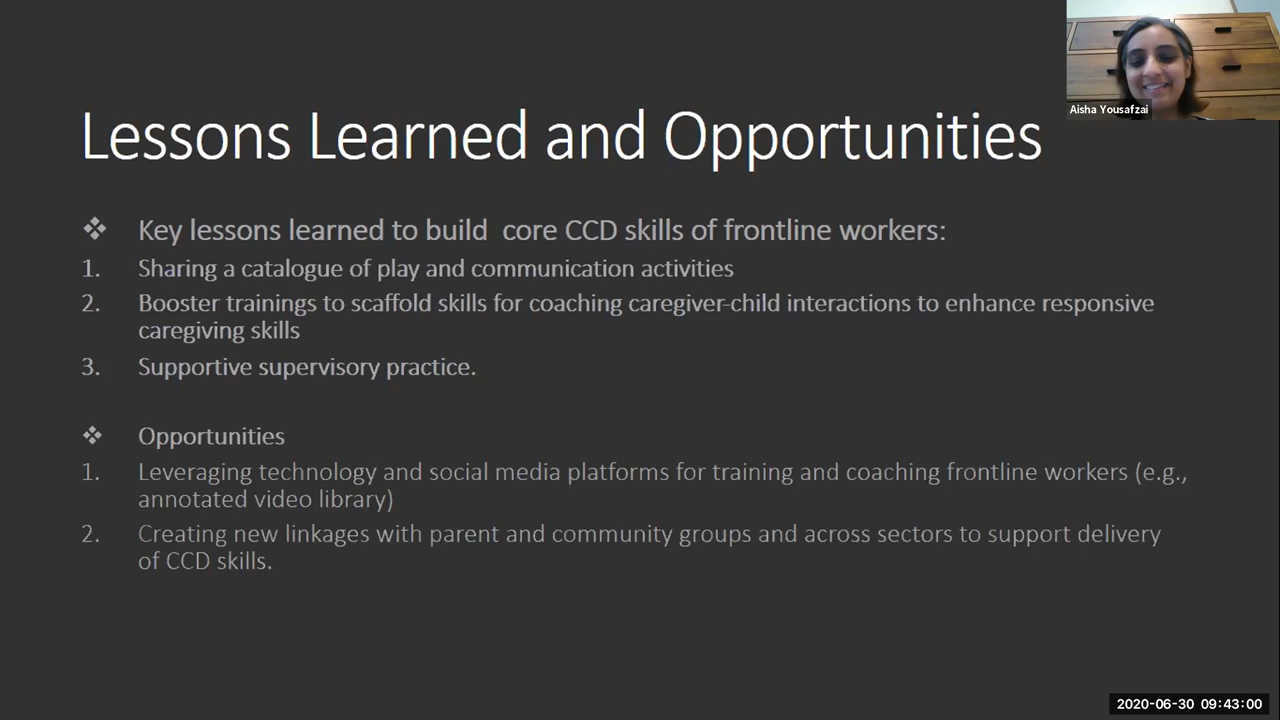 Aisha Yousafzai
Lessons Learned and Opportunities
❖ Key lessons learned to build core CCD skills of frontline workers:
1. Sharing a catalogue of play and communication activities
2. Booster trainings to scaffold skills for coaching caregiver-child interactions to enhance responsive
caregiving skills
3. Supportive supervisory practice.
❖ Opportunities
1. Leveraging technology and social media platforms for training and coaching frontline workers (e.g.,
annotated video library)
2. Creating new linkages with parent and community groups and across sectors to support delivery
of CCD skills.
2020-06-30 09:43:00